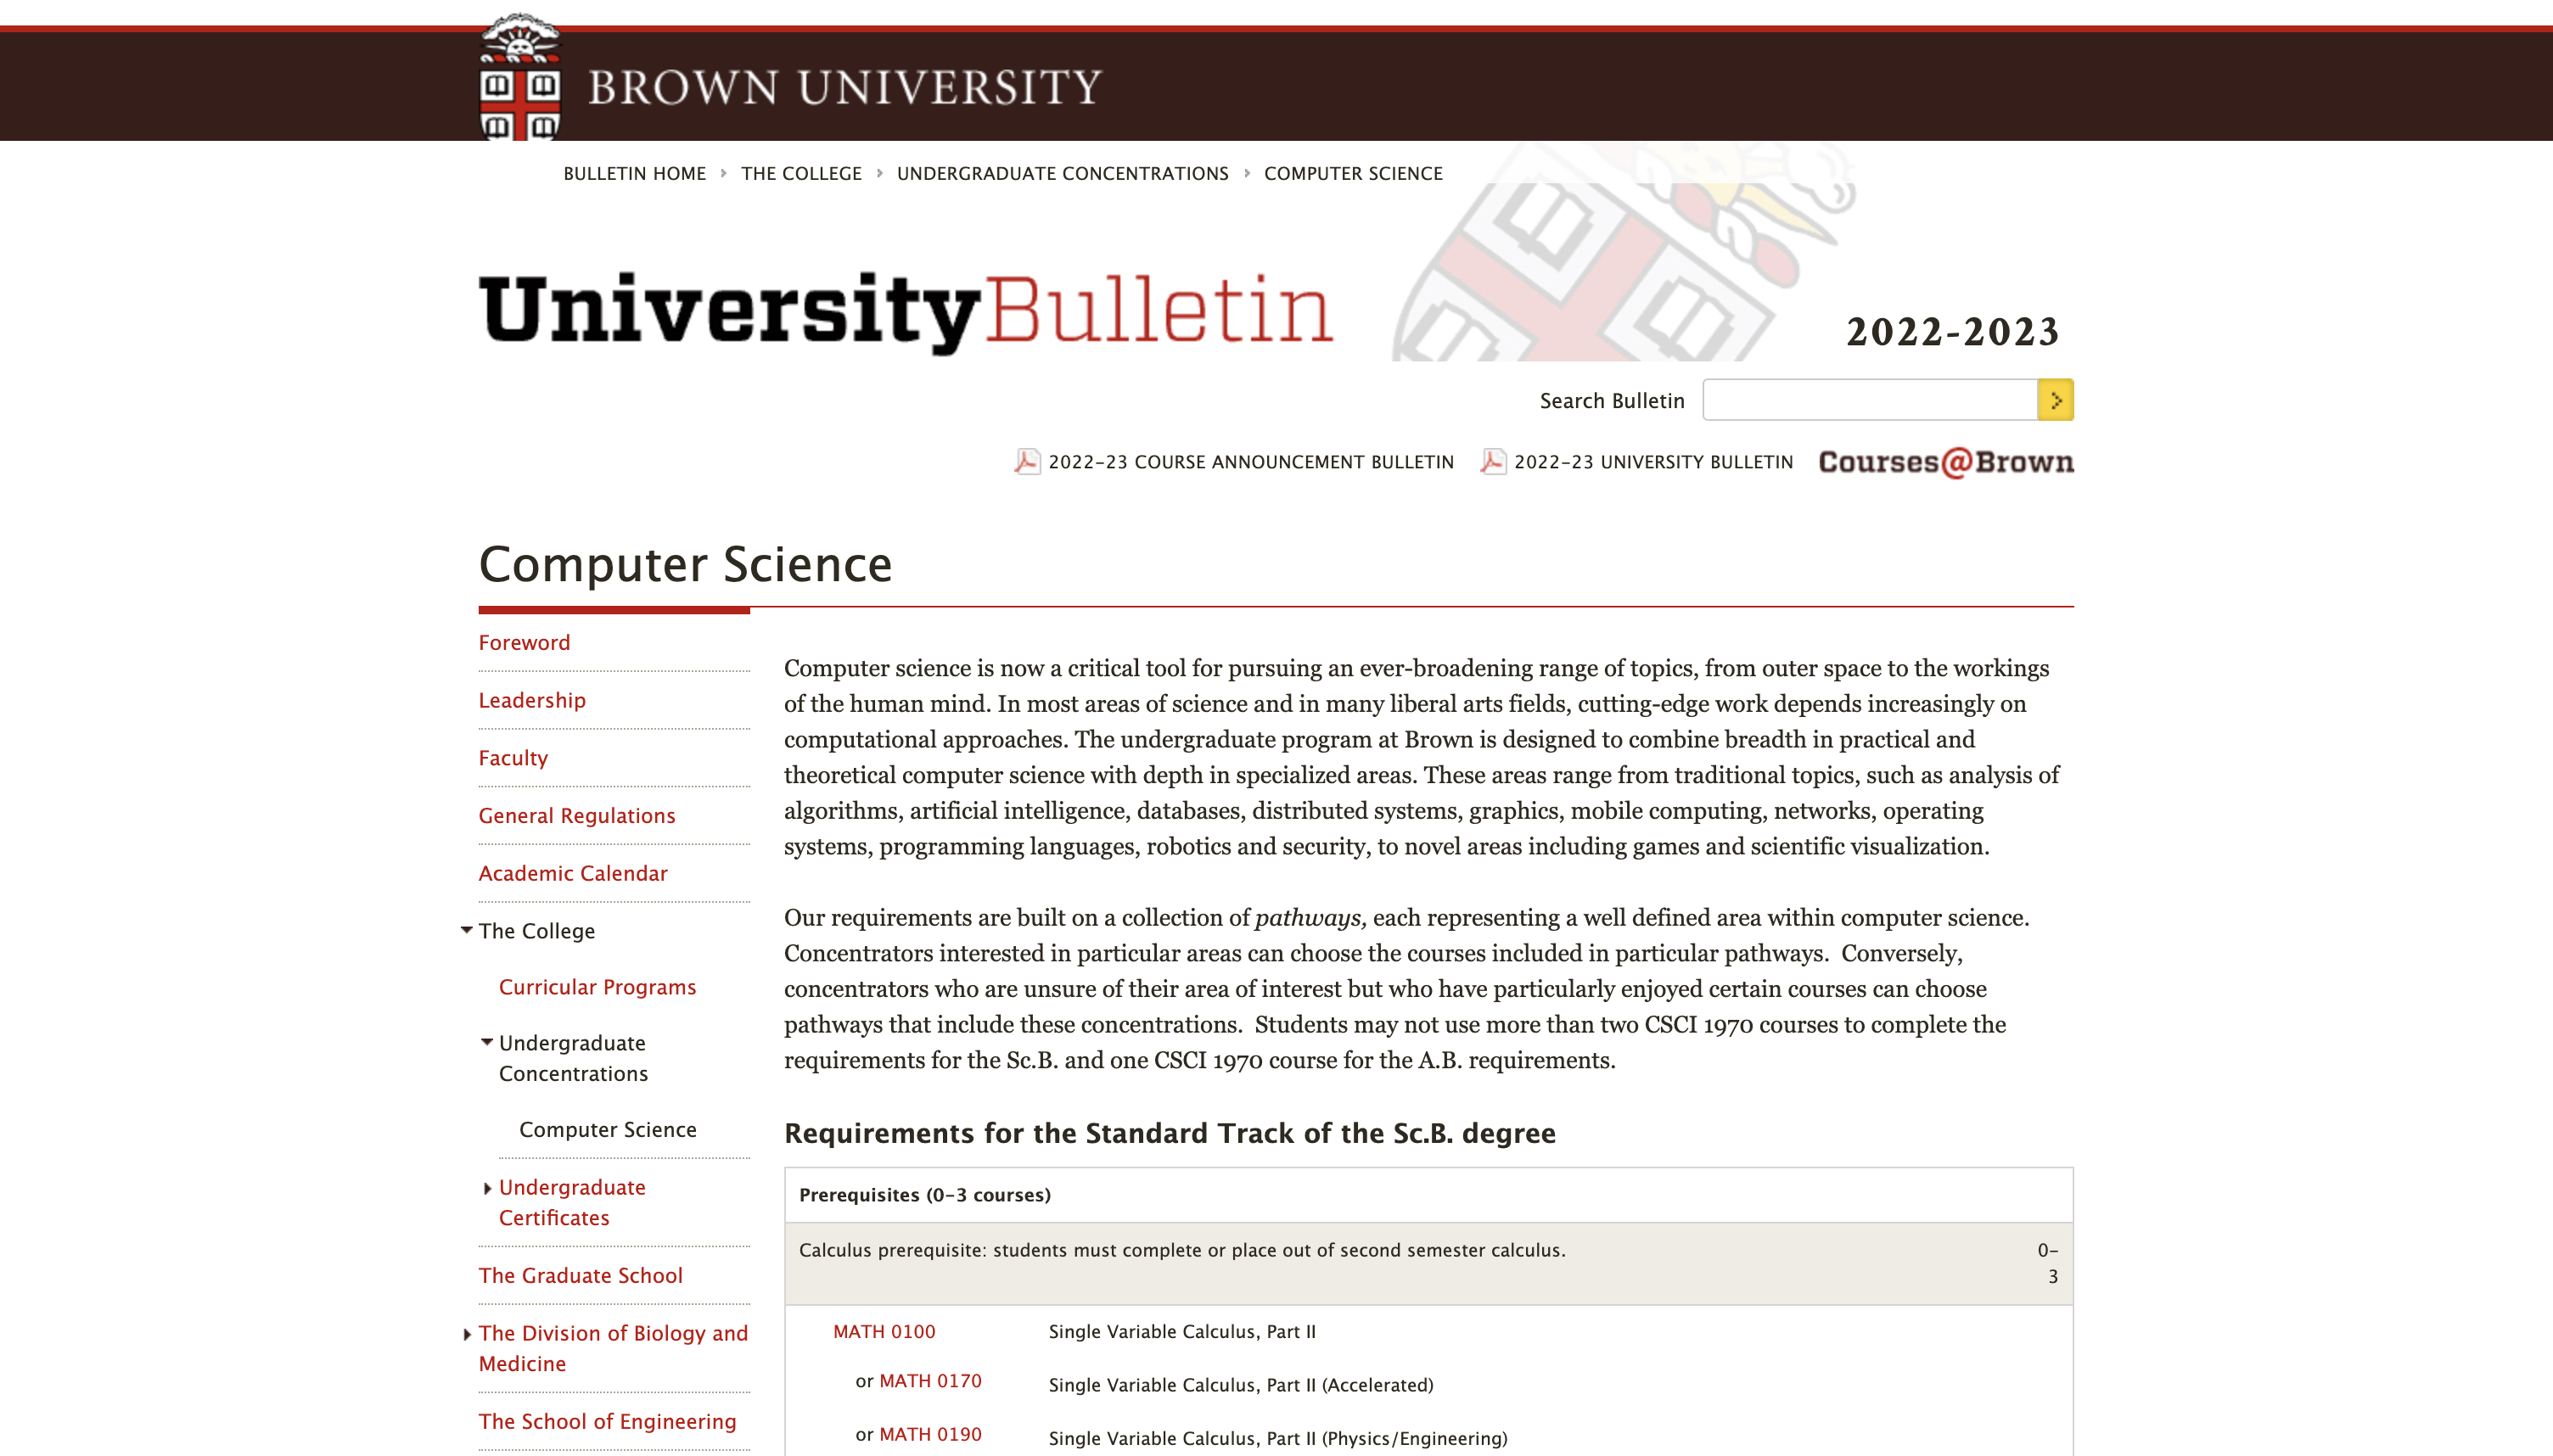 BROWN UNIVERSITY
BULLETIN HOME THE COLLEGE UNDERGRADUATE CONCENTRATIONS COMPUTER SCIENCE
UniversityBulletin
2022-2023
Search Bulletin
2022-23 COURSE ANNOUNCEMENT BULLETIN 2022-23 UNIVERSITY BULLETIN Courses@Brown
Computer Science
Foreword
Leadership
Faculty
General Regulations
Academic Calendar
The College
Curricular Programs
Undergraduate
Concentrations
Computer Science
Undergraduate
Certificates
The Graduate School
The Division of Biology and
Medicine
The School of Engineering
Computer science is now a critical tool for pursuing an ever-broadening range of topics, from outer space to the workings
of the human mind. In most areas of science and in many liberal arts fields, cutting-edge work depends increasingly on
computational approaches. The undergraduate program at Brown is designed to combine breadth in practical and
theoretical computer science with depth in specialized areas. These areas range from traditional topics, such as analysis of
algorithms, artificial intelligence, databases, distributed systems, graphics, mobile computing, networks, operating
systems, programming languages, robotics and security, to novel areas including games and scientific visualization.
Our requirements are built on a collection of pathways, each representing a well defined area within computer science.
Concentrators interested in particular areas can choose the courses included in particular pathways. Conversely,
concentrators who are unsure of their area of interest but who have particularly enjoyed certain courses can choose
pathways that include these concentrations. Students may not use more than two CSCI 1970 courses to complete the
requirements for the Sc.B. and one CSCI 1970 course for the A.B. requirements.
Requirements for the Standard Track of the Sc.B. degree
Prerequisites (0-3 courses)
Calculus prerequisite: students must complete or place out of second semester calculus. 0-
3
MATH 0100 Single Variable Calculus, Part II
or MATH 0170 Single Variable Calculus, Part II (Accelerated)
or MATH 0190 Single Variable Calculus, Part II (Physics/Engineering)